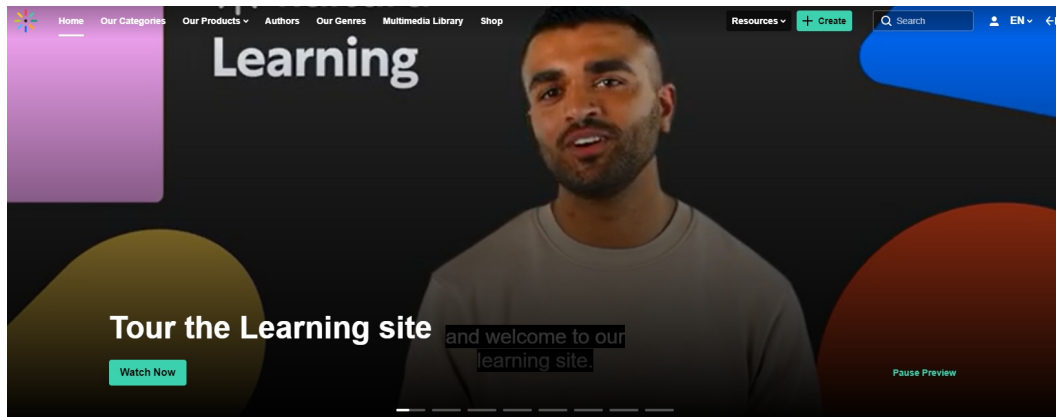 Home Our Categories Our Products Authors Our Genres Multimedia Library Shop Resources + Create Search EN
Learning
Tour the Learning site
and welcome to our
learning site.
Watch Now
Pause Preview